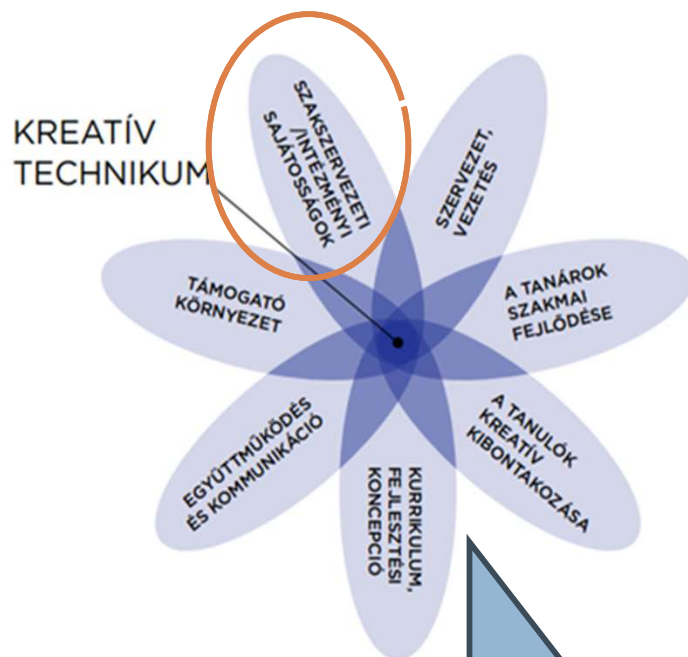 KREATÍV
TECHNIKUM
SZAKSZERVEZETI
/INTÉZMÉNYI
SAJÁTOSSÁGOK
SZERVEZET,
VEZETÉS
A TANÁROK
SZAKMAI
FEJLŐDÉSE
A TANULÓK
KREATÍV
KIBONTAKOZÁSA
KURRIKULUM,
FEJLESZTÉSI
KONCEPCIÓ
EGYÜTTMŰKÖDÉS
ÉS KOMMUNIKÁCIÓ
TÁMOGATÓ
KÖRNYEZET